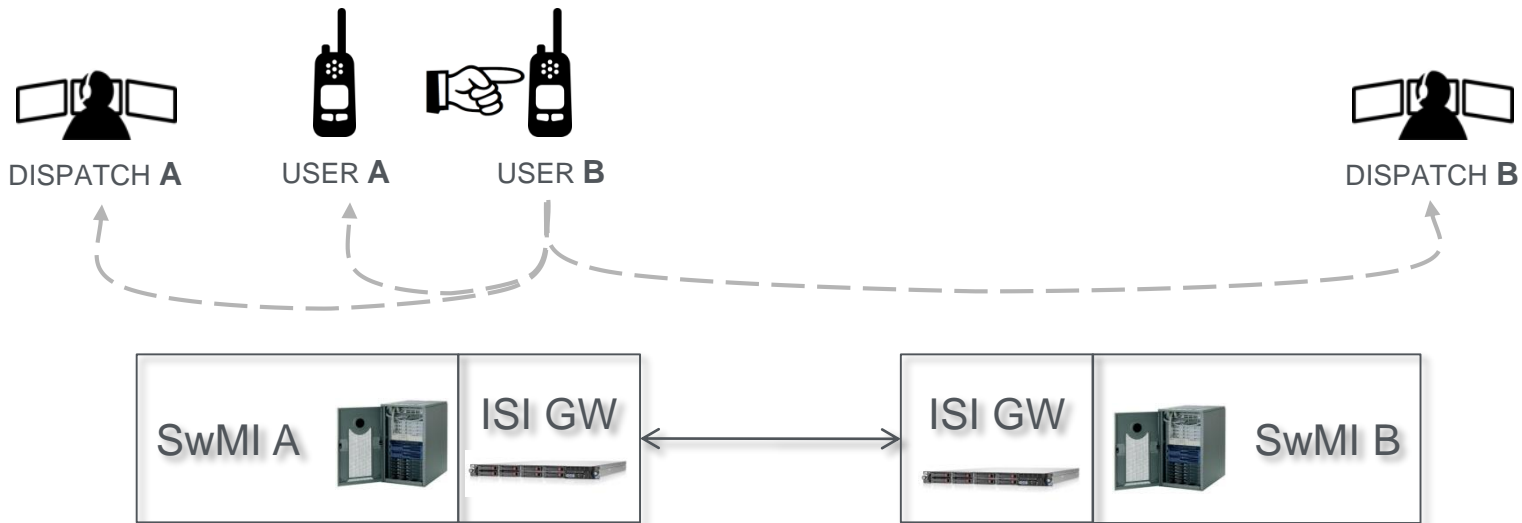 DISPATCH A
USER A
USER B
DISPATCH B
SwMI A
ISI GW
ISI GW
SwMI B